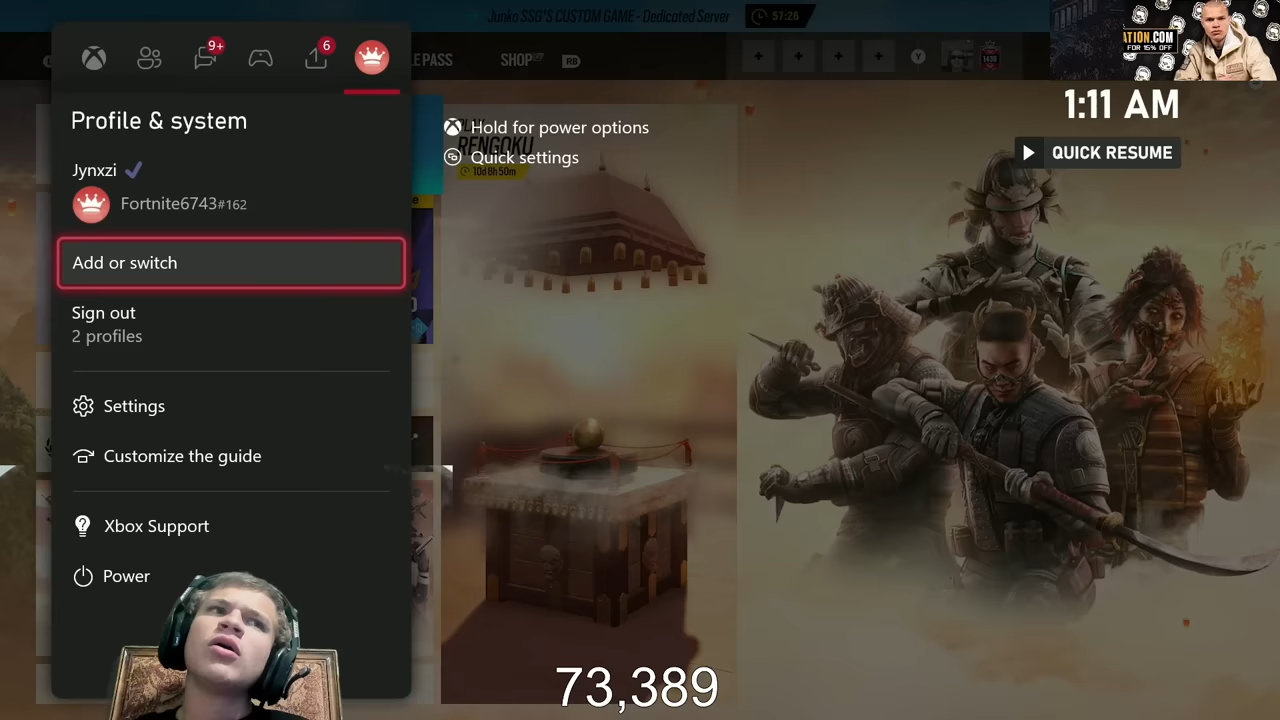 Junko SSG'S CUSTOM GAME - Dedicated Server
57:26
9+
6
LE PASS
SHOP
RB
Y
ATION.COM
FOR 15% OFF
1:11 AM
QUICK RESUME
Profile & system
Hold for power options
RENGOKU
Quick settings
10d 8h 50m
Jynxzi
Fortnite6743#162
Add or switch
Sign out
2 profiles
Settings
Customize the guide
Xbox Support
Power
73,389